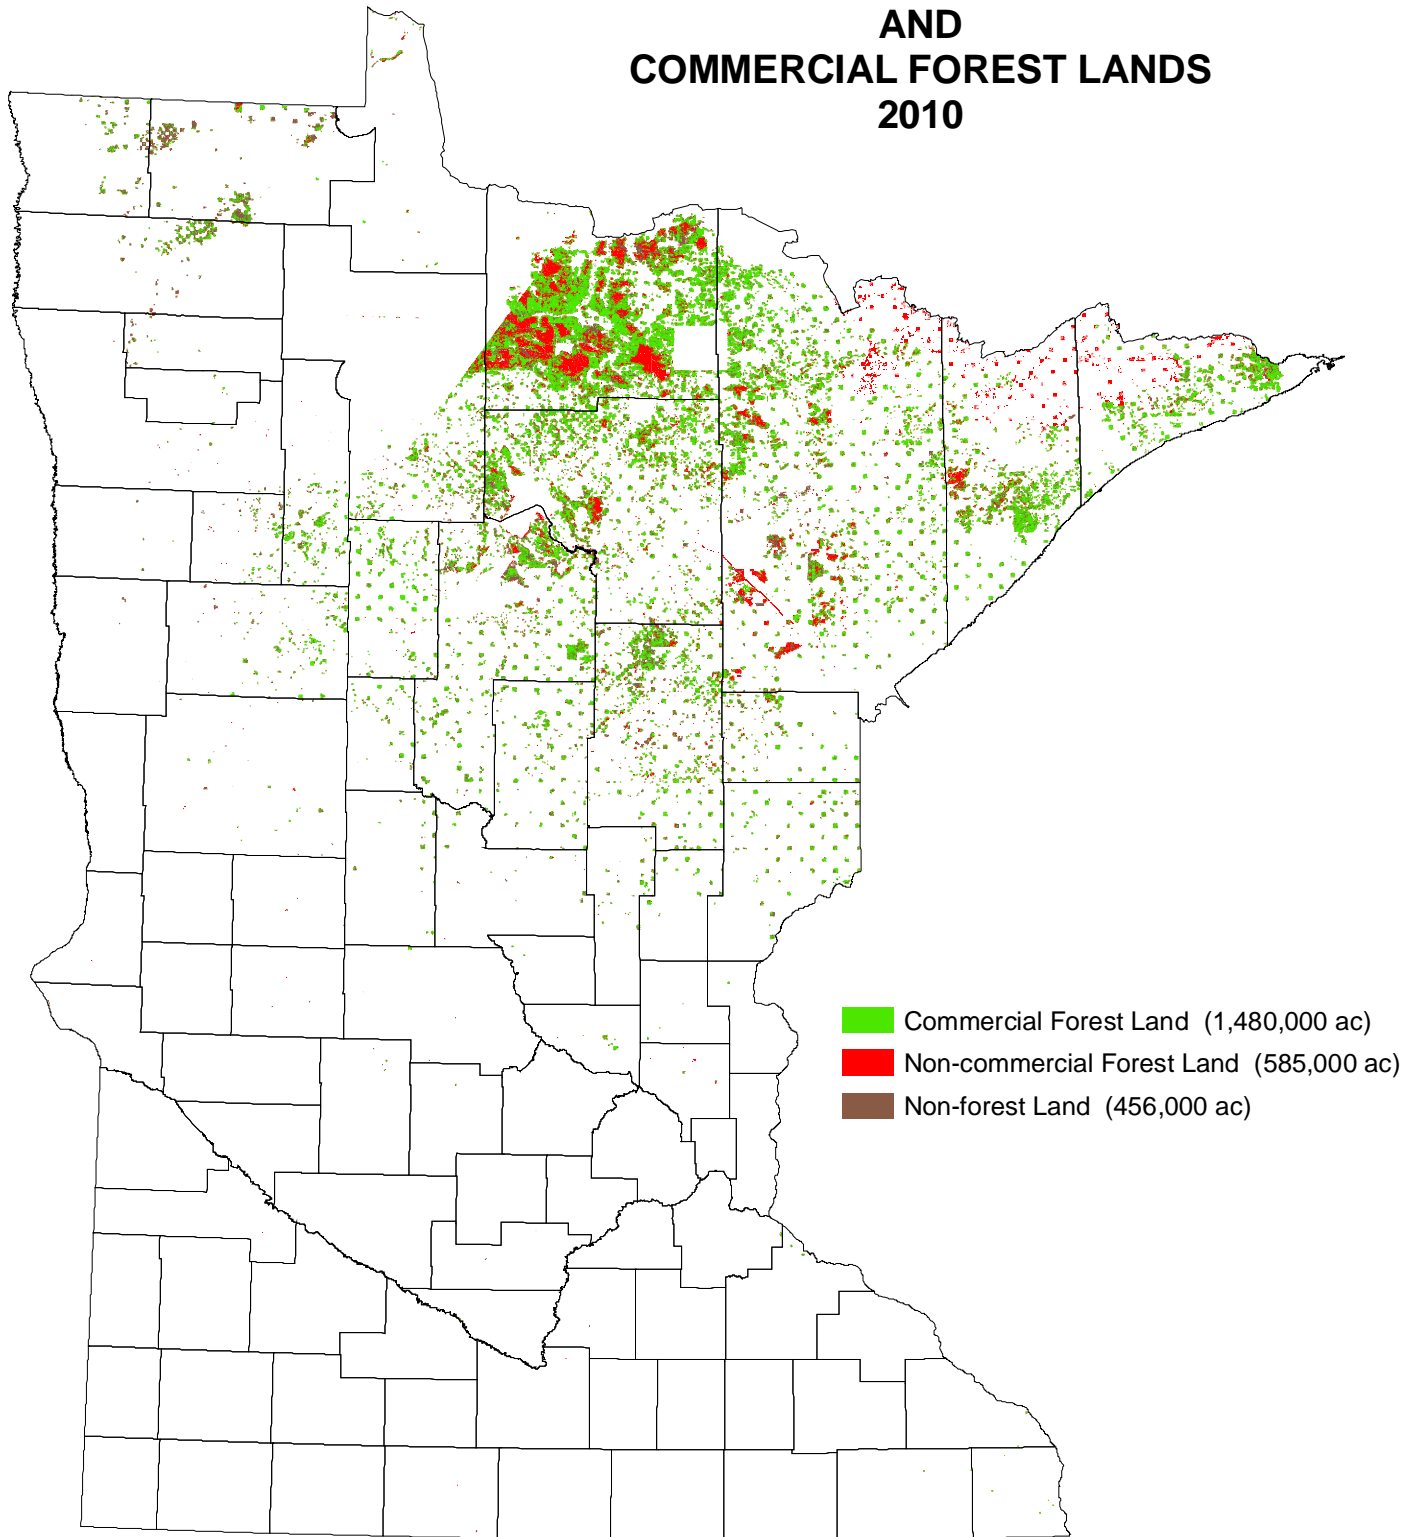 AND
COMMERCIAL FOREST LANDS
2010
Commercial Forest Land (1,480,000 ac)
Non-commercial Forest Land (585,000 ac)
Non-forest Land (456,000 ac)